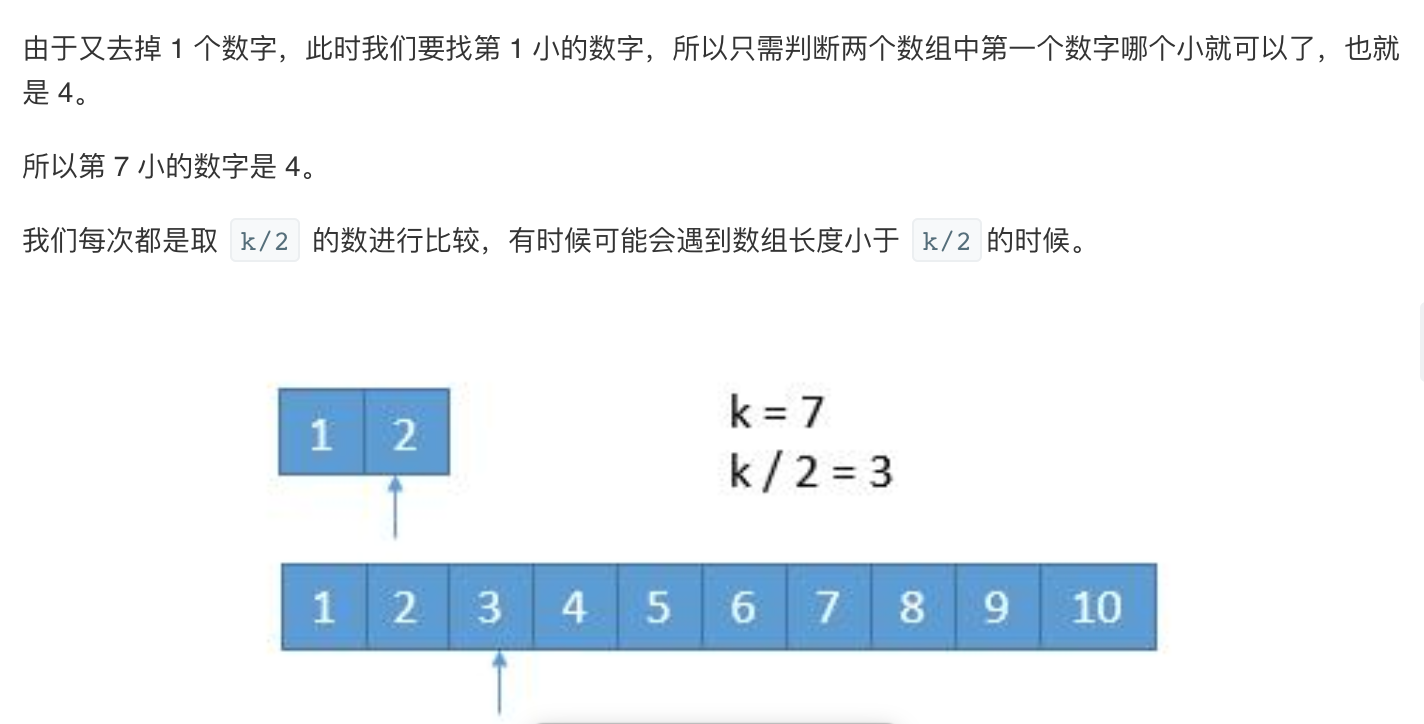 由于又去掉 1 个数字，此时我们要找第 1 小的数字，所以只需判断两个数组中第一个数字哪个小就可以了，也就
是 4。
所以第 7 小的数字是 4。
我们每次都是取 k/2 的数进行比较，有时候可能会遇到数组长度小于 k/2 的时候。
1 2
k = 7
k / 2 = 3
1 2 3 4 5 6 7 8 9 10